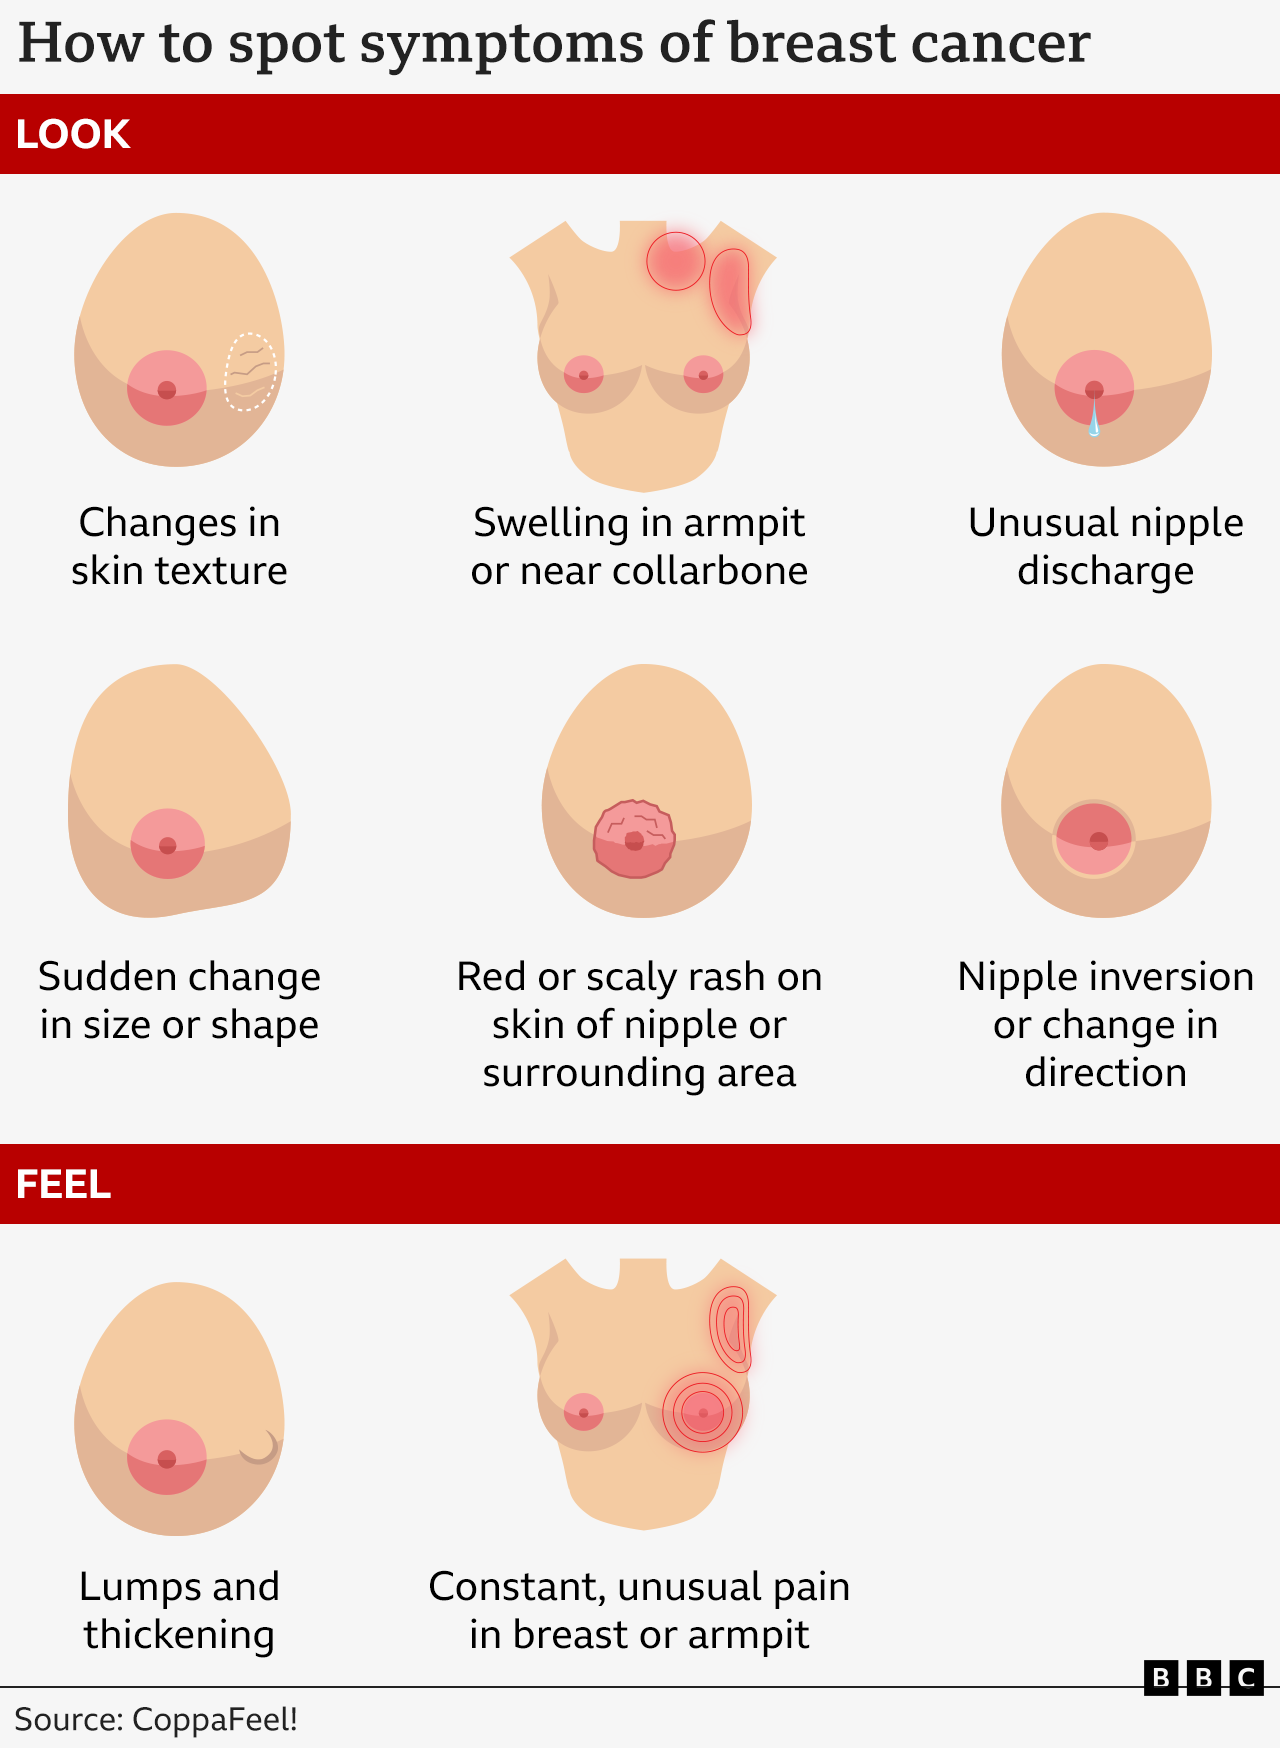 How to spot symptoms of breast cancer
LOOK
Changes in
skin texture
Swelling in armpit
or near collarbone
Unusual nipple
discharge
Sudden change
in size or shape
Red or scaly rash on
skin of nipple or
surrounding area
Nipple inversion
or change in
direction
FEEL
Lumps and
thickening
Constant, unusual pain
in breast or armpit
BBC
Source: CoppaFeel!